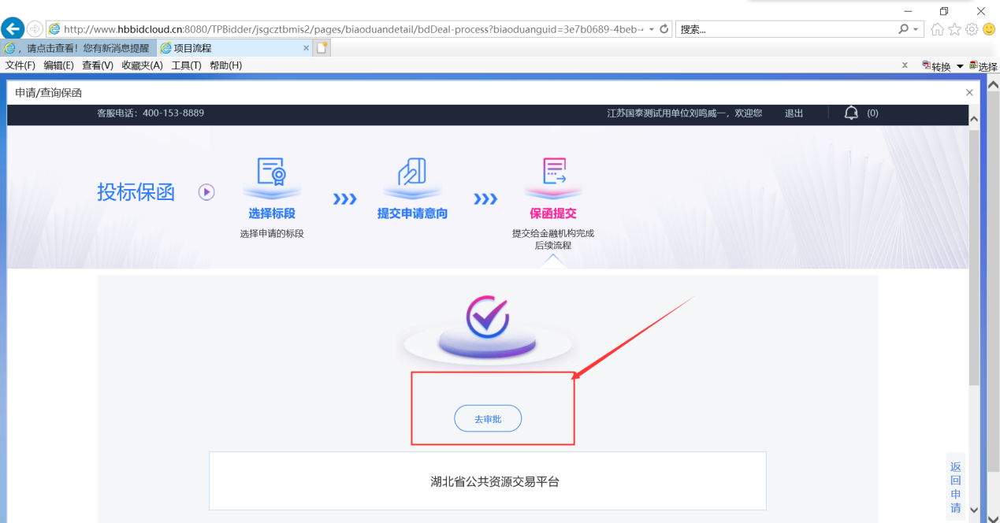 http://www.hbbidcloud.cn:8080/TPBidder/jsgcztbmis2/pages/biaoduandetail/bdDeal-process?biaoduanguid=3e7b0689-4beb-
搜索...
，请点击查看！您有新消息提醒
项目流程
文件(F) 编辑(E) 查看(V) 收藏夹(A) 工具(T) 帮助(H)
x 转换 选择
申请/查询保函
客服电话：400-153-8889
江苏国泰测试用单位刘鸣威一，欢迎您 退出 (0)
投标保函
选择标段
选择申请的标段
提交申请意向
保函提交
提交给金融机构完成
后续流程
去审批
湖北省公共资源交易平台
返回申请